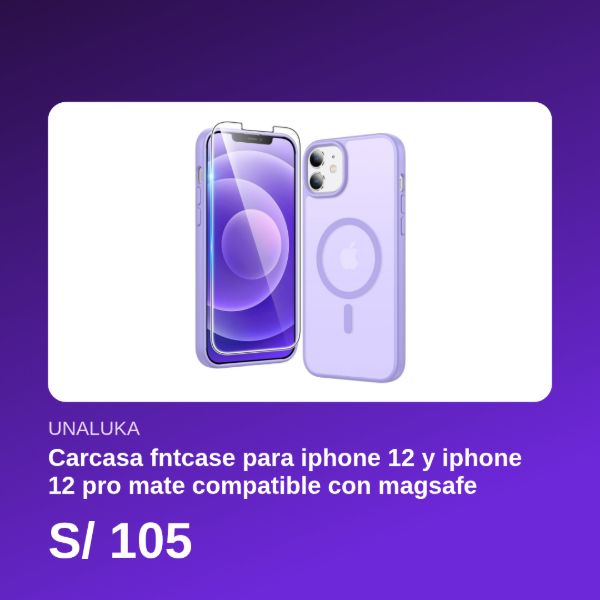 UNALUKA
Carcasa fntcase para iphone 12 y iphone
12 pro mate compatible con magsafe
S/ 105